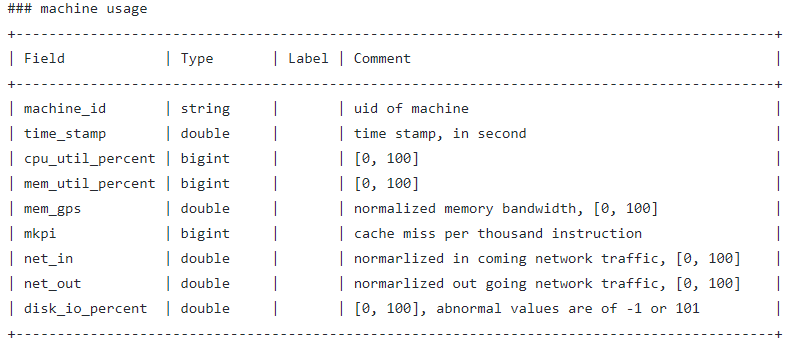 ### machine usage
+--------------------------------------------------------------------------------------------+
| Field            | Type       | Label | Comment                                            |
+--------------------------------------------------------------------------------------------+
| machine_id       | string     |       | uid of machine                                     |
| time_stamp       | double     |       | time stamp, in second                              |
| cpu_util_percent | bigint     |       | [0, 100]                                           |
| mem_util_percent | bigint     |       | [0, 100]                                           |
| mem_gps          | double     |       | normalized memory bandwidth, [0, 100]              |
| mkpi             | bigint     |       | cache miss per thousand instruction                |
| net_in           | double     |       | normarlized in coming network traffic, [0, 100]    |
| net_out          | double     |       | normarlized out going network traffic, [0, 100]    |
| disk_io_percent  | double     |       | [0, 100], abnormal values are of -1 or 101         |
+--------------------------------------------------------------------------------------------+